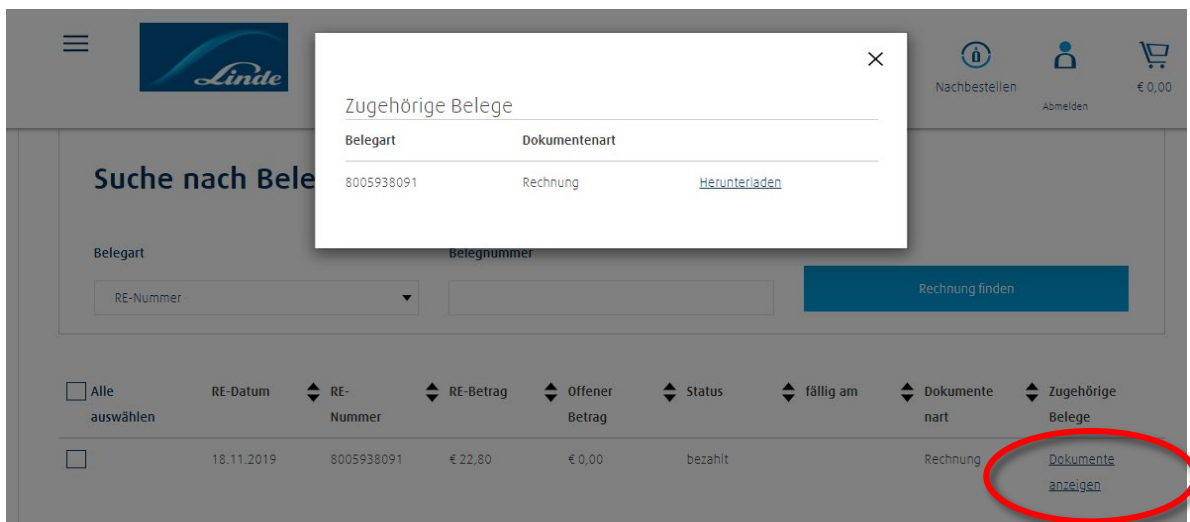 Linde
Nachbestellen
Abmelden
€ 0,00
Zugehörige Belege
Belegart Dokumentenart
8005938091 Rechnung Herunterladen
Suche nach Bele
Belegart Belegnummer
RE-Nummer Rechnung finden
Alle auswählen RE-Datum RE-Nummer RE-Betrag Offener Betrag Status fällig am Dokumente nart Zugehörige Belege
18.11.2019 8005938091 € 22,80 € 0,00 bezahlt Rechnung Dokumente anzeigen